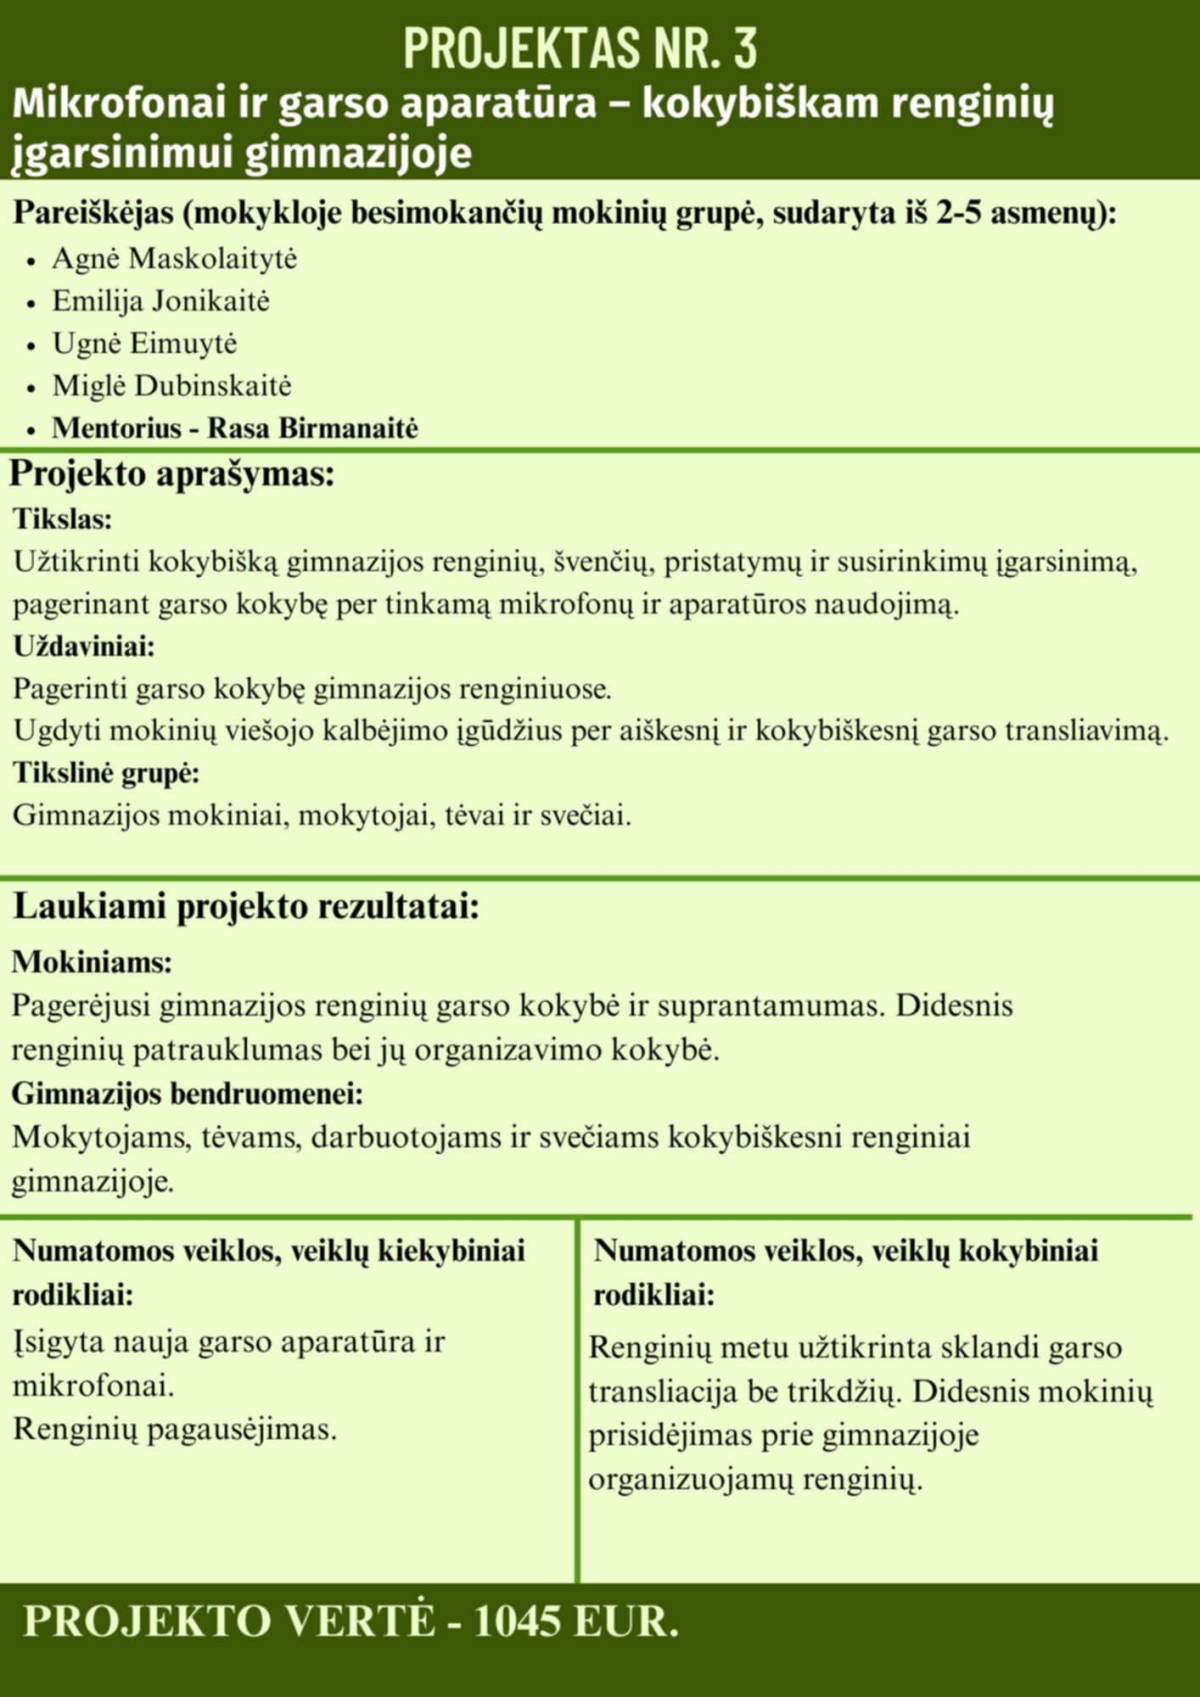 PROJEKTAS NR. 3
Mikrofonai ir garso aparatūra – kokybiškam renginių
įgarsinimui gimnazijoje
Pareiškėjas (mokykloje besimokančių mokinių grupė, sudaryta iš 2-5 asmenų):
• Agnė Maskolaitytė
• Emilija Jonikaitė
• Ugnė Eimuytė
• Miglė Dubinskaitė
• Mentorius - Rasa Birmanaitė
Projekto aprašymas:
Tikslas:
Užtikrinti kokybišką gimnazijos renginių, švenčių, pristatymų ir susirinkimų įgarsinimą,
pagerinant garso kokybę per tinkamą mikrofonų ir aparatūros naudojimą.
Uždaviniai:
Pagerinti garso kokybę gimnazijos renginiuose.
Ugdyti mokinių viešojo kalbėjimo įgūdžius per aiškesnį ir kokybiškesnį garso transliavimą.
Tikslinė grupė:
Gimnazijos mokiniai, mokytojai, tėvai ir svečiai.
Laukiami projekto rezultatai:
Mokiniams:
Pagerėjusi gimnazijos renginių garso kokybė ir suprantamumas. Didesnis
renginių patrauklumas bei jų organizavimo kokybė.
Gimnazijos bendruomenei:
Mokytojams, tėvams, darbuotojams ir svečiams kokybiškesni renginiai
gimnazijoje.
Numatomos veiklos, veiklų kiekybiniai
rodikliai:
Įsigyta nauja garso aparatūra ir
mikrofonai.
Renginių pagausėjimas.
Numatomos veiklos, veiklų kokybiniai
rodikliai:
Renginių metu užtikrinta sklandi garso
transliacija be trikdžių. Didesnis mokinių
prisidėjimas prie gimnazijoje
organizuojamų renginių.
PROJEKTO VERTĖ - 1045 EUR.